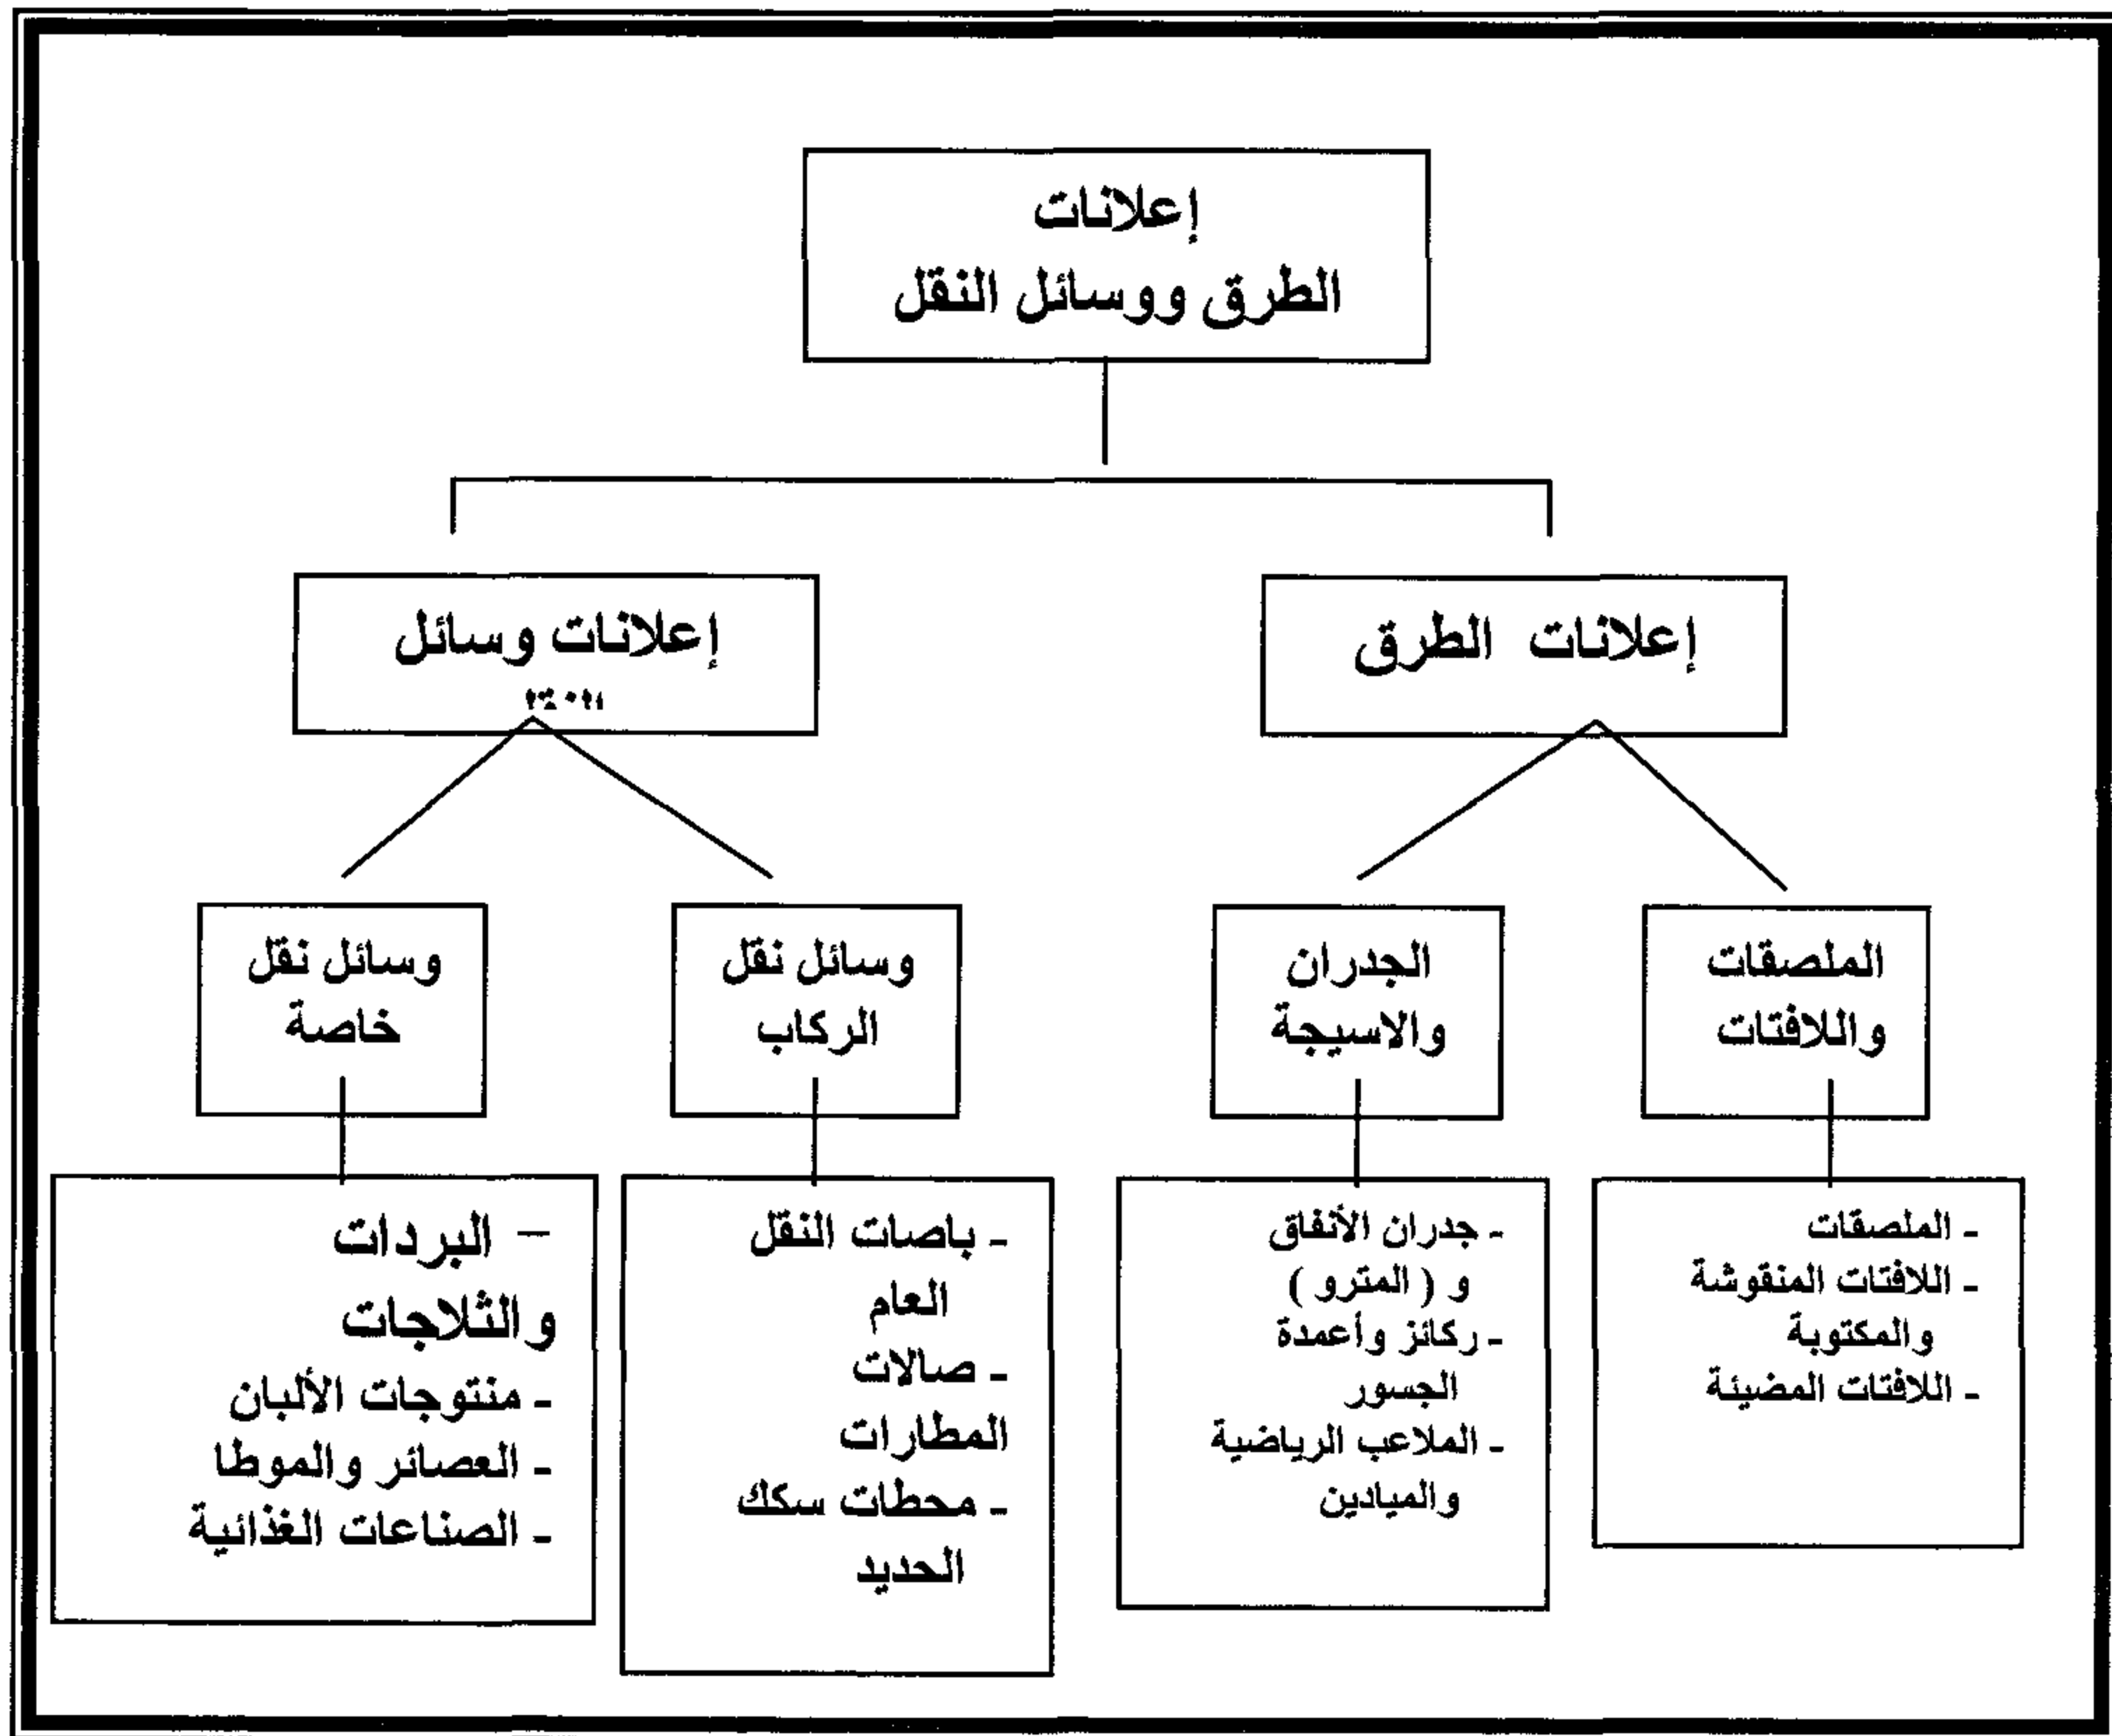 إعلانات
الطرق ووسائل النقل
إعلانات الطرق
إعلانات وسائل
الملصقات
واللافتات
الجدران
والاسيجة
وسائل نقل
الركاب
وسائل نقل
خاصة
- الملصقات
- اللافتات المنقوشة
والمكتوبة
- اللافتات المضيئة
- جدران الأنفاق
و ( المترو )
- ركائز وأعمدة
الجسور
- الملاعب الرياضية
والميادين
- باصات النقل
العام
- صالات
المطارات
- محطات سكك
الحديد
– البردات
والثلاجات
- منتوجات الألبان
- العصائر والموطا
- الصناعات الغذائية